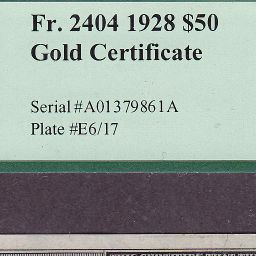 Fr. 2404 1928 $50
Gold Certificate
Serial #A01379861A
Plate #E6/17